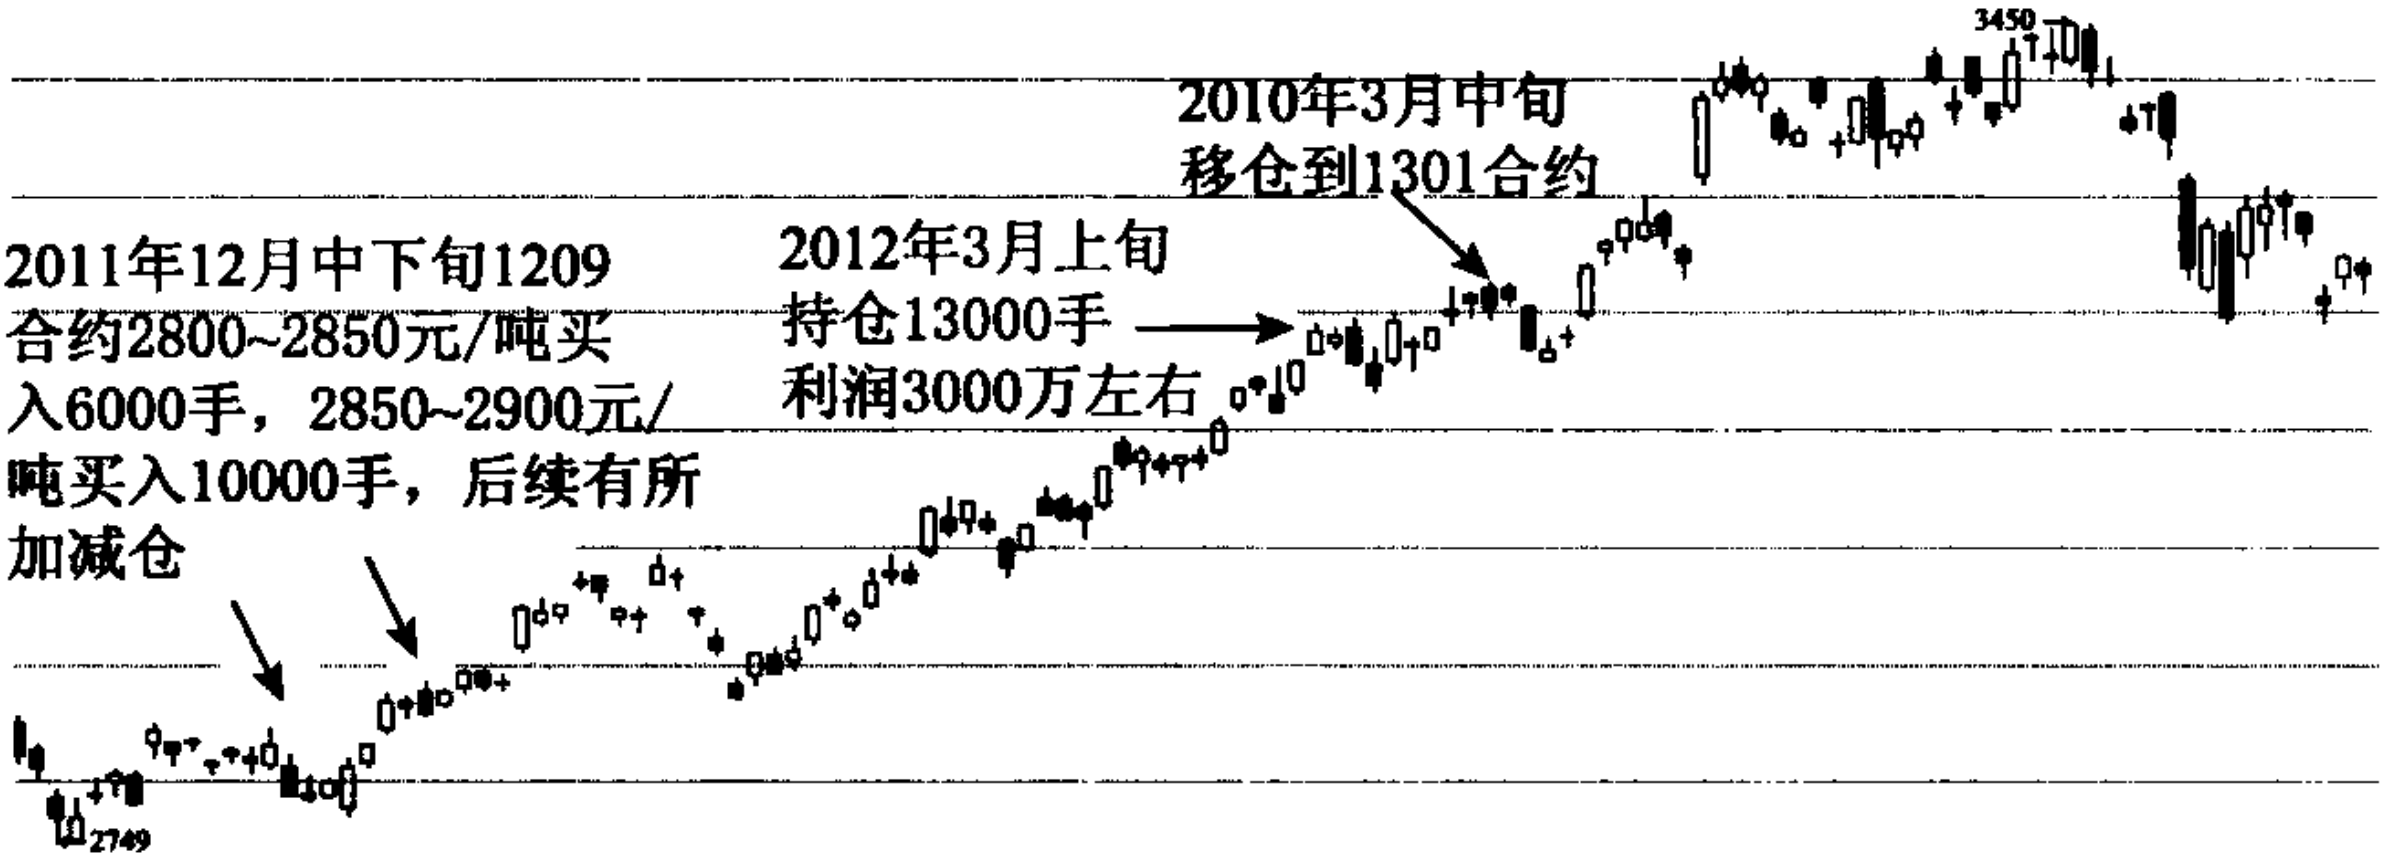 3450
2010年3月中旬
移仓到1301合约
2011年12月中下旬1209
合约2800~2850元/吨买
入6000手，2850~2900元/
吨买入10000手，后续有所
加减仓
2012年3月上旬
持仓13000手
利润3000万左右
2749